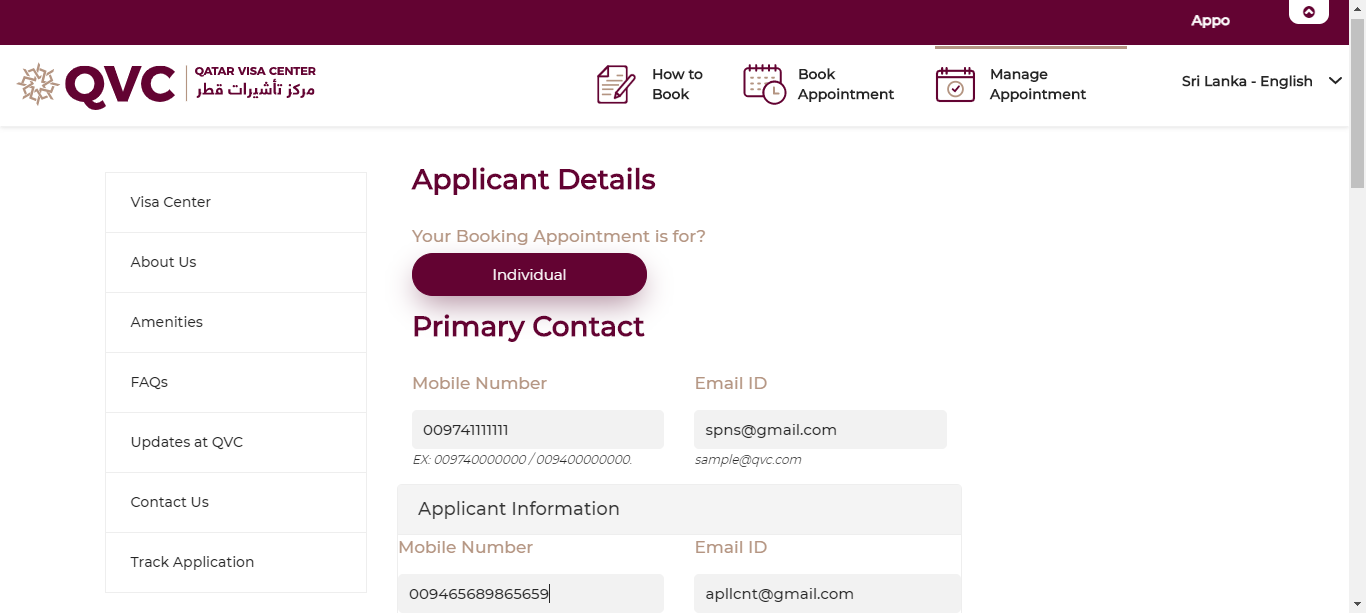 Appo
QVC
QATAR VISA CENTER
مركز تأشيرات قطر
How to
Book
Book
Appointment
Manage
Appointment
Sri Lanka - English
Visa Center
About Us
Amenities
FAQs
Updates at QVC
Contact Us
Track Application
Applicant Details
Your Booking Appointment is for?
Individual
Primary Contact
Mobile Number
Email ID
009741111111
spns@gmail.com
EX: 009740000000 / 009400000000.
sample@qvc.com
Applicant Information
Mobile Number
Email ID
009465689865659
apllcnt@gmail.com